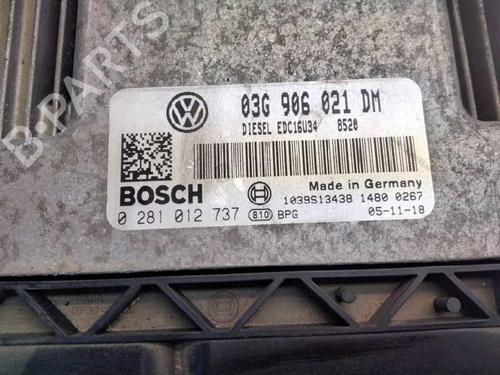 B-PARTS
03G 906 021 DM
DIESEL EDC16U34 8520
BOSCH
Made in Germany
0 281 012 737 810 BPG
1039S13438 1480 0267
05-11-18